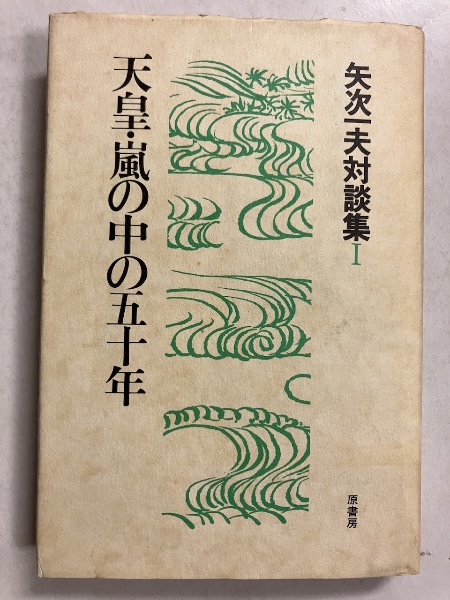 矢次一夫対談集Ⅰ
天皇・嵐の中の五十年
原書房